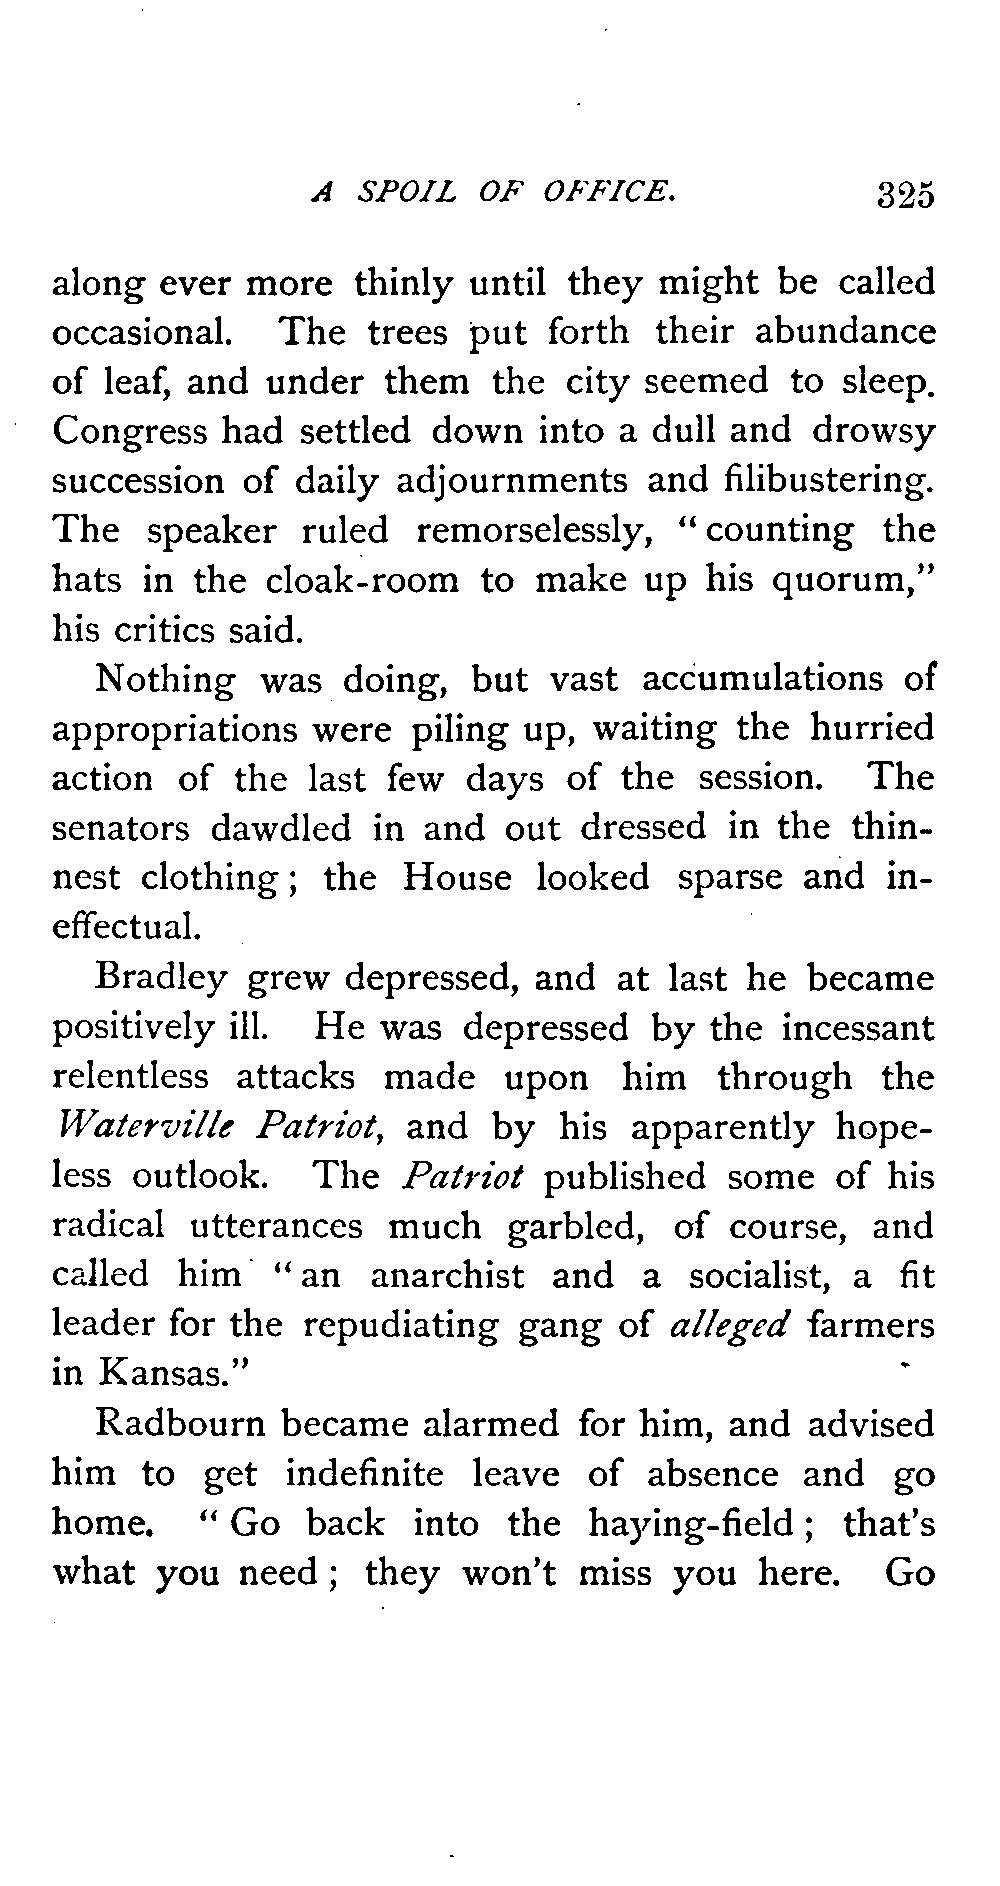 A SPOIL OF OFFICE. 325
along ever more thinly until they might be called
occasional. The trees put forth their abundance
of leaf, and under them the city seemed to sleep.
Congress had settled down into a dull and drowsy
succession of daily adjournments and filibustering.
The speaker ruled remorselessly, “counting the
hats in the cloak-room to make up his quorum,”
his critics said.
Nothing was doing, but vast accumulations of
appropriations were piling up, waiting the hurried
action of the last few days of the session. The
senators dawdled in and out dressed in the thin-
nest clothing; the House looked sparse and in-
effectual.
Bradley grew depressed, and at last he became
positively ill. He was depressed by the incessant
relentless attacks made upon him through the
Waterville Patriot, and by his apparently hope-
less outlook. The Patriot published some of his
radical utterances much garbled, of course, and
called him “an anarchist and a socialist, a fit
leader for the repudiating gang of alleged farmers
in Kansas.”
Radbourn became alarmed for him, and advised
him to get indefinite leave of absence and go
home. “Go back into the haying-field; that's
what you need; they won't miss you here. Go